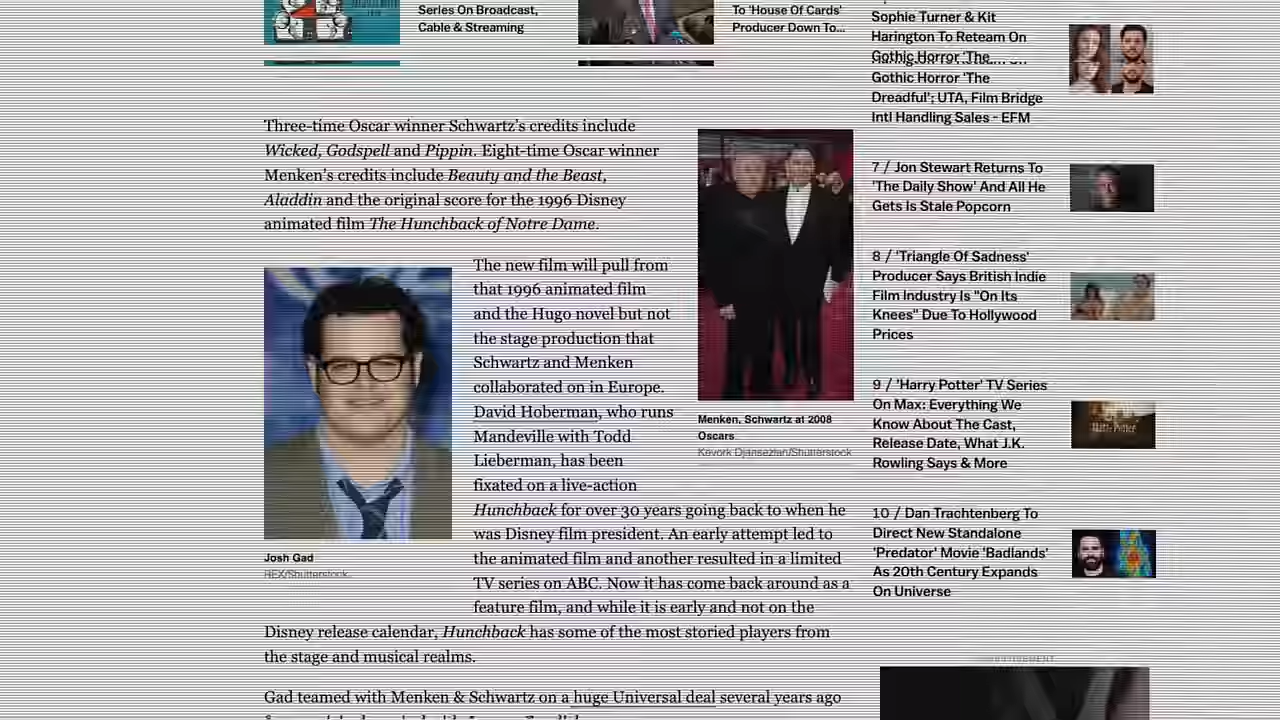 Series On Broadcast,
Cable & Streaming
To 'House Of Cards'
Producer Down To...
Three-time Oscar winner Schwartz's credits include
Wicked, Godspell and Pippin. Eight-time Oscar winner
Menken's credits include Beauty and the Beast,
Aladdin and the original score for the 1996 Disney
animated film The Hunchback of Notre Dame.
The new film will pull from
that 1996 animated film
and the Hugo novel but not
the stage production that
Schwartz and Menken
collaborated on in Europe.
David Hoberman, who runs
Mandeville with Todd
Lieberman, has been
fixated on a live-action
Hunchback for over 30 years going back to when he
was Disney film president. An early attempt led to
the animated film and another resulted in a limited
TV series on ABC. Now it has come back around as a
feature film, and while it is early and not on the
Disney release calendar, Hunchback has some of the most storied players from
the stage and musical realms.
Josh Gad
HEX/Shutterstock
Menken, Schwartz at 2008
Oscars
Kevork Djansezian/Shutterstock
Gad teamed with Menken & Schwartz on a huge Universal deal several years ago
Sophie Turner & Kit
Harington To Reteam On
Gothic Horror 'The
Gothic Horror 'The
Dreadful'; UTA, Film Bridge
Intl Handling Sales - EFM
7 / Jon Stewart Returns To
'The Daily Show' And All He
Gets Is Stale Popcorn
8 / 'Triangle Of Sadness'
Producer Says British Indie
Film Industry Is "On Its
Knees" Due To Hollywood
Prices
9 / 'Harry Potter' TV Series
On Max: Everything We
Know About The Cast,
Release Date, What J.K.
Rowling Says & More
Harry Potter
10 / Dan Trachtenberg To
Direct New Standalone
'Predator' Movie 'Badlands'
As 20th Century Expands
On Universe